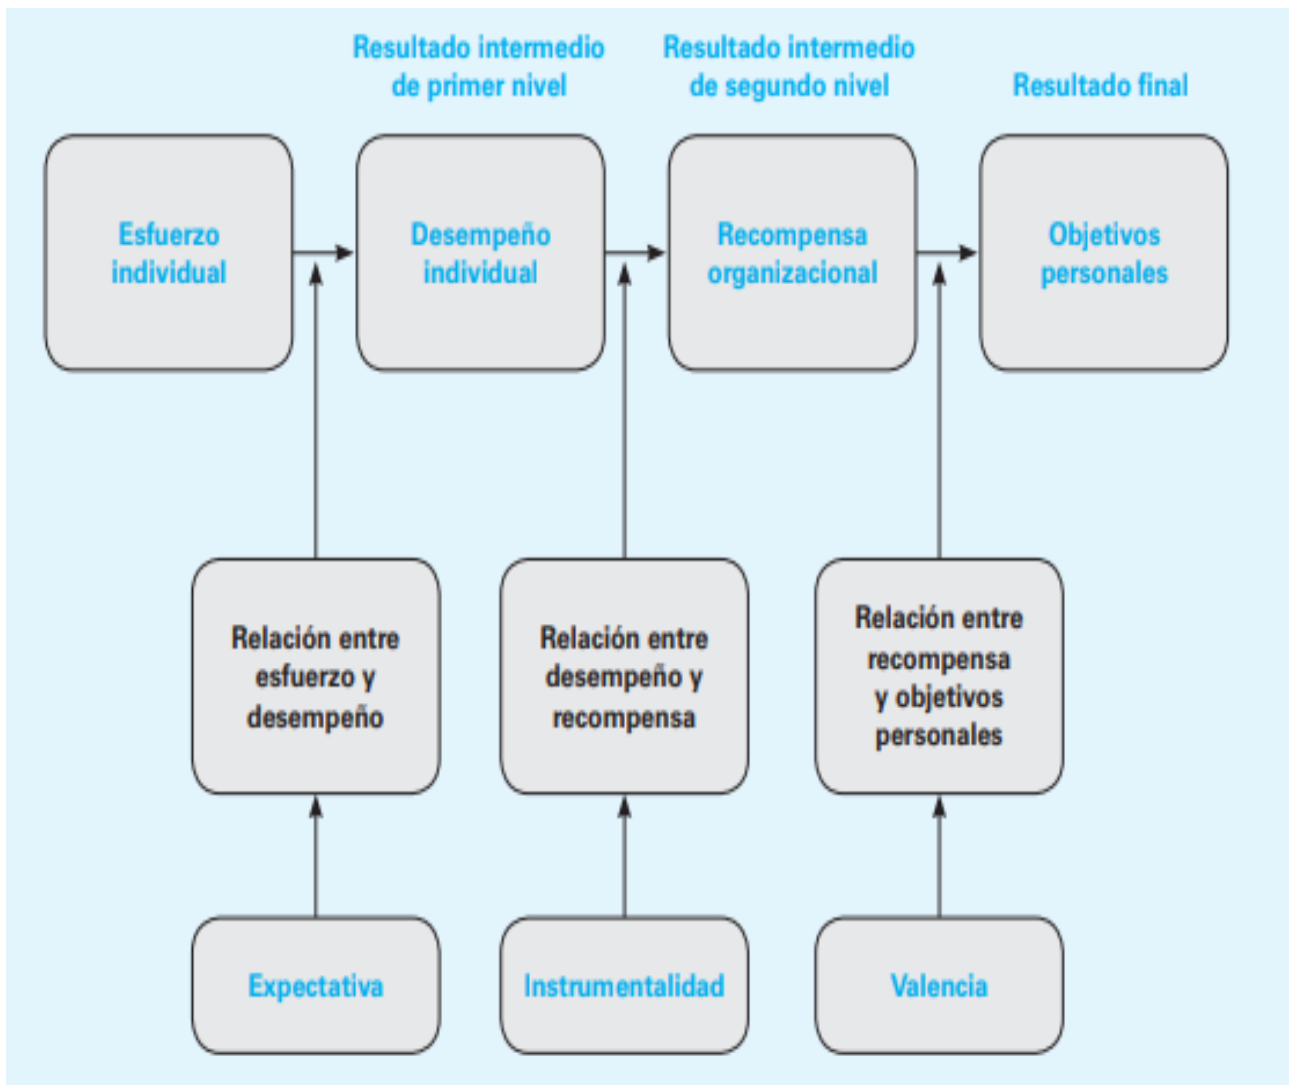 Resultado intermedio
de primer nivel
Resultado intermedio
de segundo nivel
Resultado final
Esfuerzo
individual
Desempeño
individual
Recompensa
organizacional
Objetivos
personales
Relación entre
esfuerzo y
desempeño
Relación entre
desempeño y
recompensa
Relación entre
recompensa
y objetivos
personales
Expectativa
Instrumentalidad
Valencia